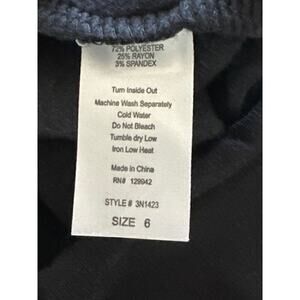 72% POLYESTER
25% RAYON
3% SPANDEX
Turn Inside Out
Machine Wash Separately
Cold Water
Do Not Bleach
Tumble dry Low
Iron Low Heat
Made in China
RN# 129942
STYLE # 3N1423
SIZE 6